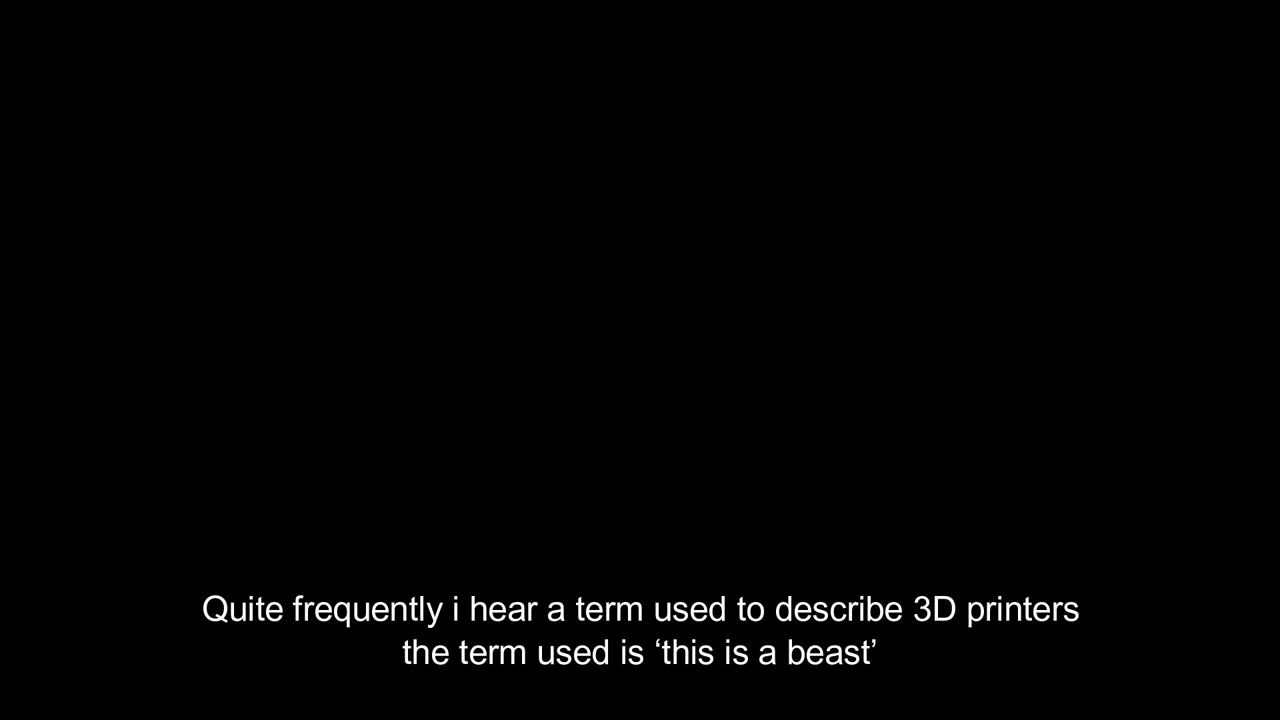 Quite frequently i hear a term used to describe 3D printers
the term used is ‘this is a beast’